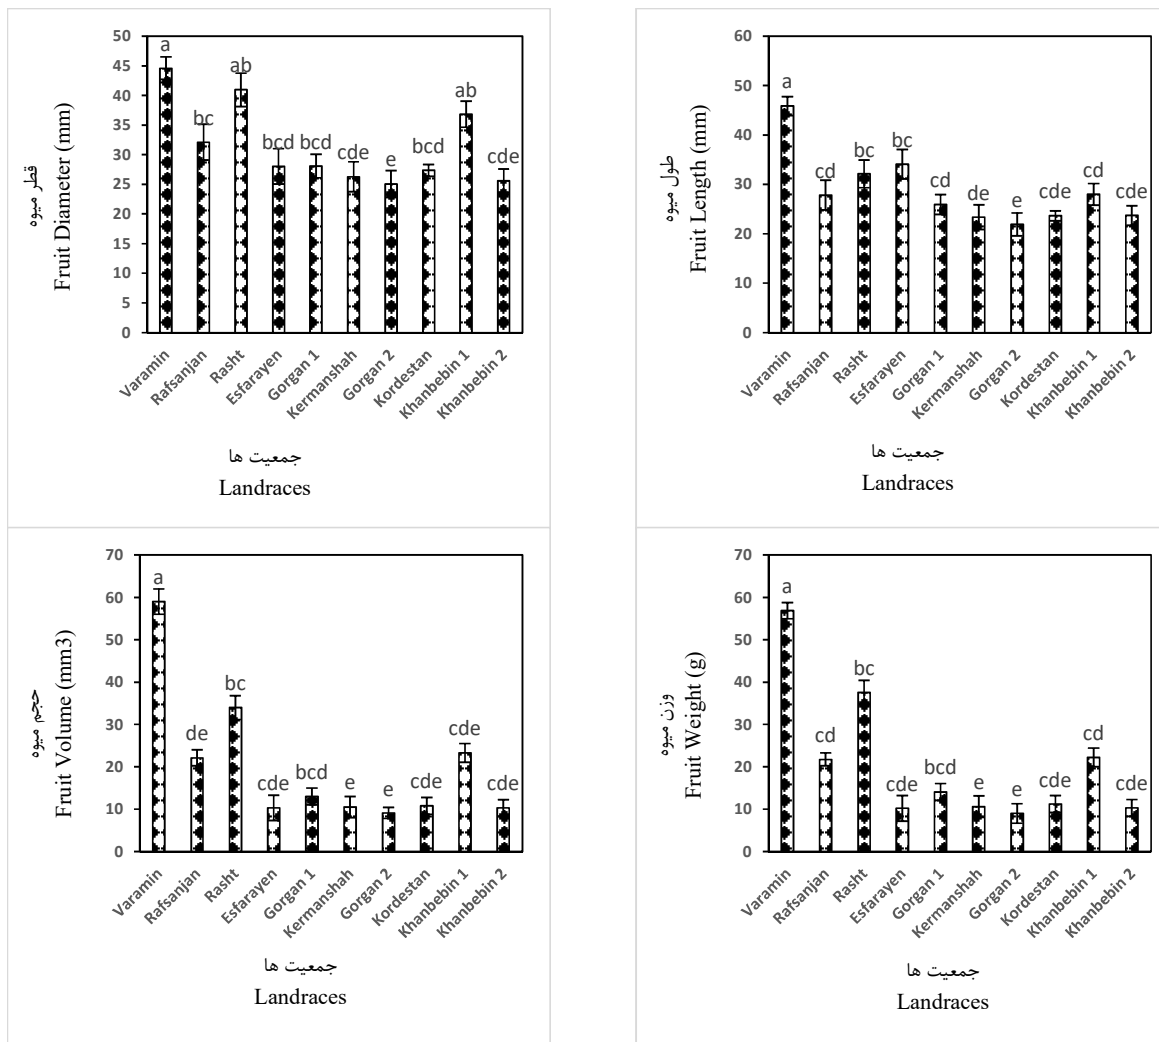 قطر میوه
Fruit Diameter (mm)
50
45
40
35
30
25
20
15
10
5
0
a
bc
ab
bcd
bcd
cde
e
bcd
ab
cde
Varamin
Rafsanjan
Rasht
Esfarayen
Gorgan 1
Kermanshah
Gorgan 2
Kordestan
Khanbebin 1
Khanbebin 2
جمعیت ها
Landraces
طول میوه
Fruit Length (mm)
60
50
40
30
20
10
0
a
cd
bc
bc
cd
de
e
cde
cd
cde
Varamin
Rafsanjan
Rasht
Esfarayen
Gorgan 1
Kermanshah
Gorgan 2
Kordestan
Khanbebin 1
Khanbebin 2
جمعیت ها
Landraces
حجم میوه
Fruit Volume (mm3)
70
60
50
40
30
20
10
0
a
de
bc
cde
bcd
e
e
cde
cde
cde
Varamin
Rafsanjan
Rasht
Esfarayen
Gorgan 1
Kermanshah
Gorgan 2
Kordestan
Khanbebin 1
Khanbebin 2
جمعیت ها
Landraces
وزن میوه
Fruit Weight (g)
70
60
50
40
30
20
10
0
a
cd
bc
cde
bcd
e
e
cde
cd
cde
Varamin
Rafsanjan
Rasht
Esfarayen
Gorgan 1
Kermanshah
Gorgan 2
Kordestan
Khanbebin 1
Khanbebin 2
جمعیت ها
Landraces